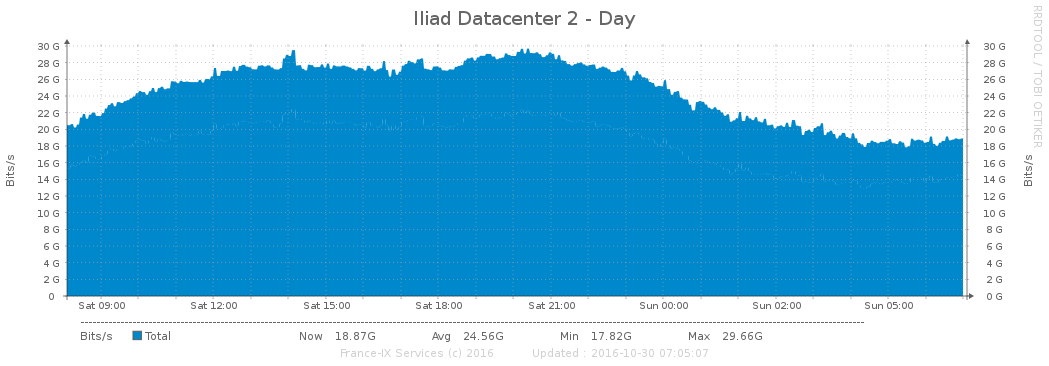 Iliad Datacenter 2 - Day
RRDTOOL / TOBI OETIKER
Bits/s
30 G 30 G
28 G 28 G
26 G 26 G
24 G 24 G
22 G 22 G
20 G 20 G
18 G 18 G
16 G 16 G
14 G 14 G
12 G 12 G
10 G 10 G
8 G 8 G
6 G 6 G
4 G 4 G
2 G 2 G
0 0 G
Bits/s
Sat 09:00 Sat 12:00 Sat 15:00 Sat 18:00 Sat 21:00 Sun 00:00 Sun 02:00 Sun 05:00
Bits/s Total Now 18.87G Avg 24.56G Min 17.82G Max 29.66G
France-IX Services (c) 2016 Updated : 2016-10-30 07:05:07